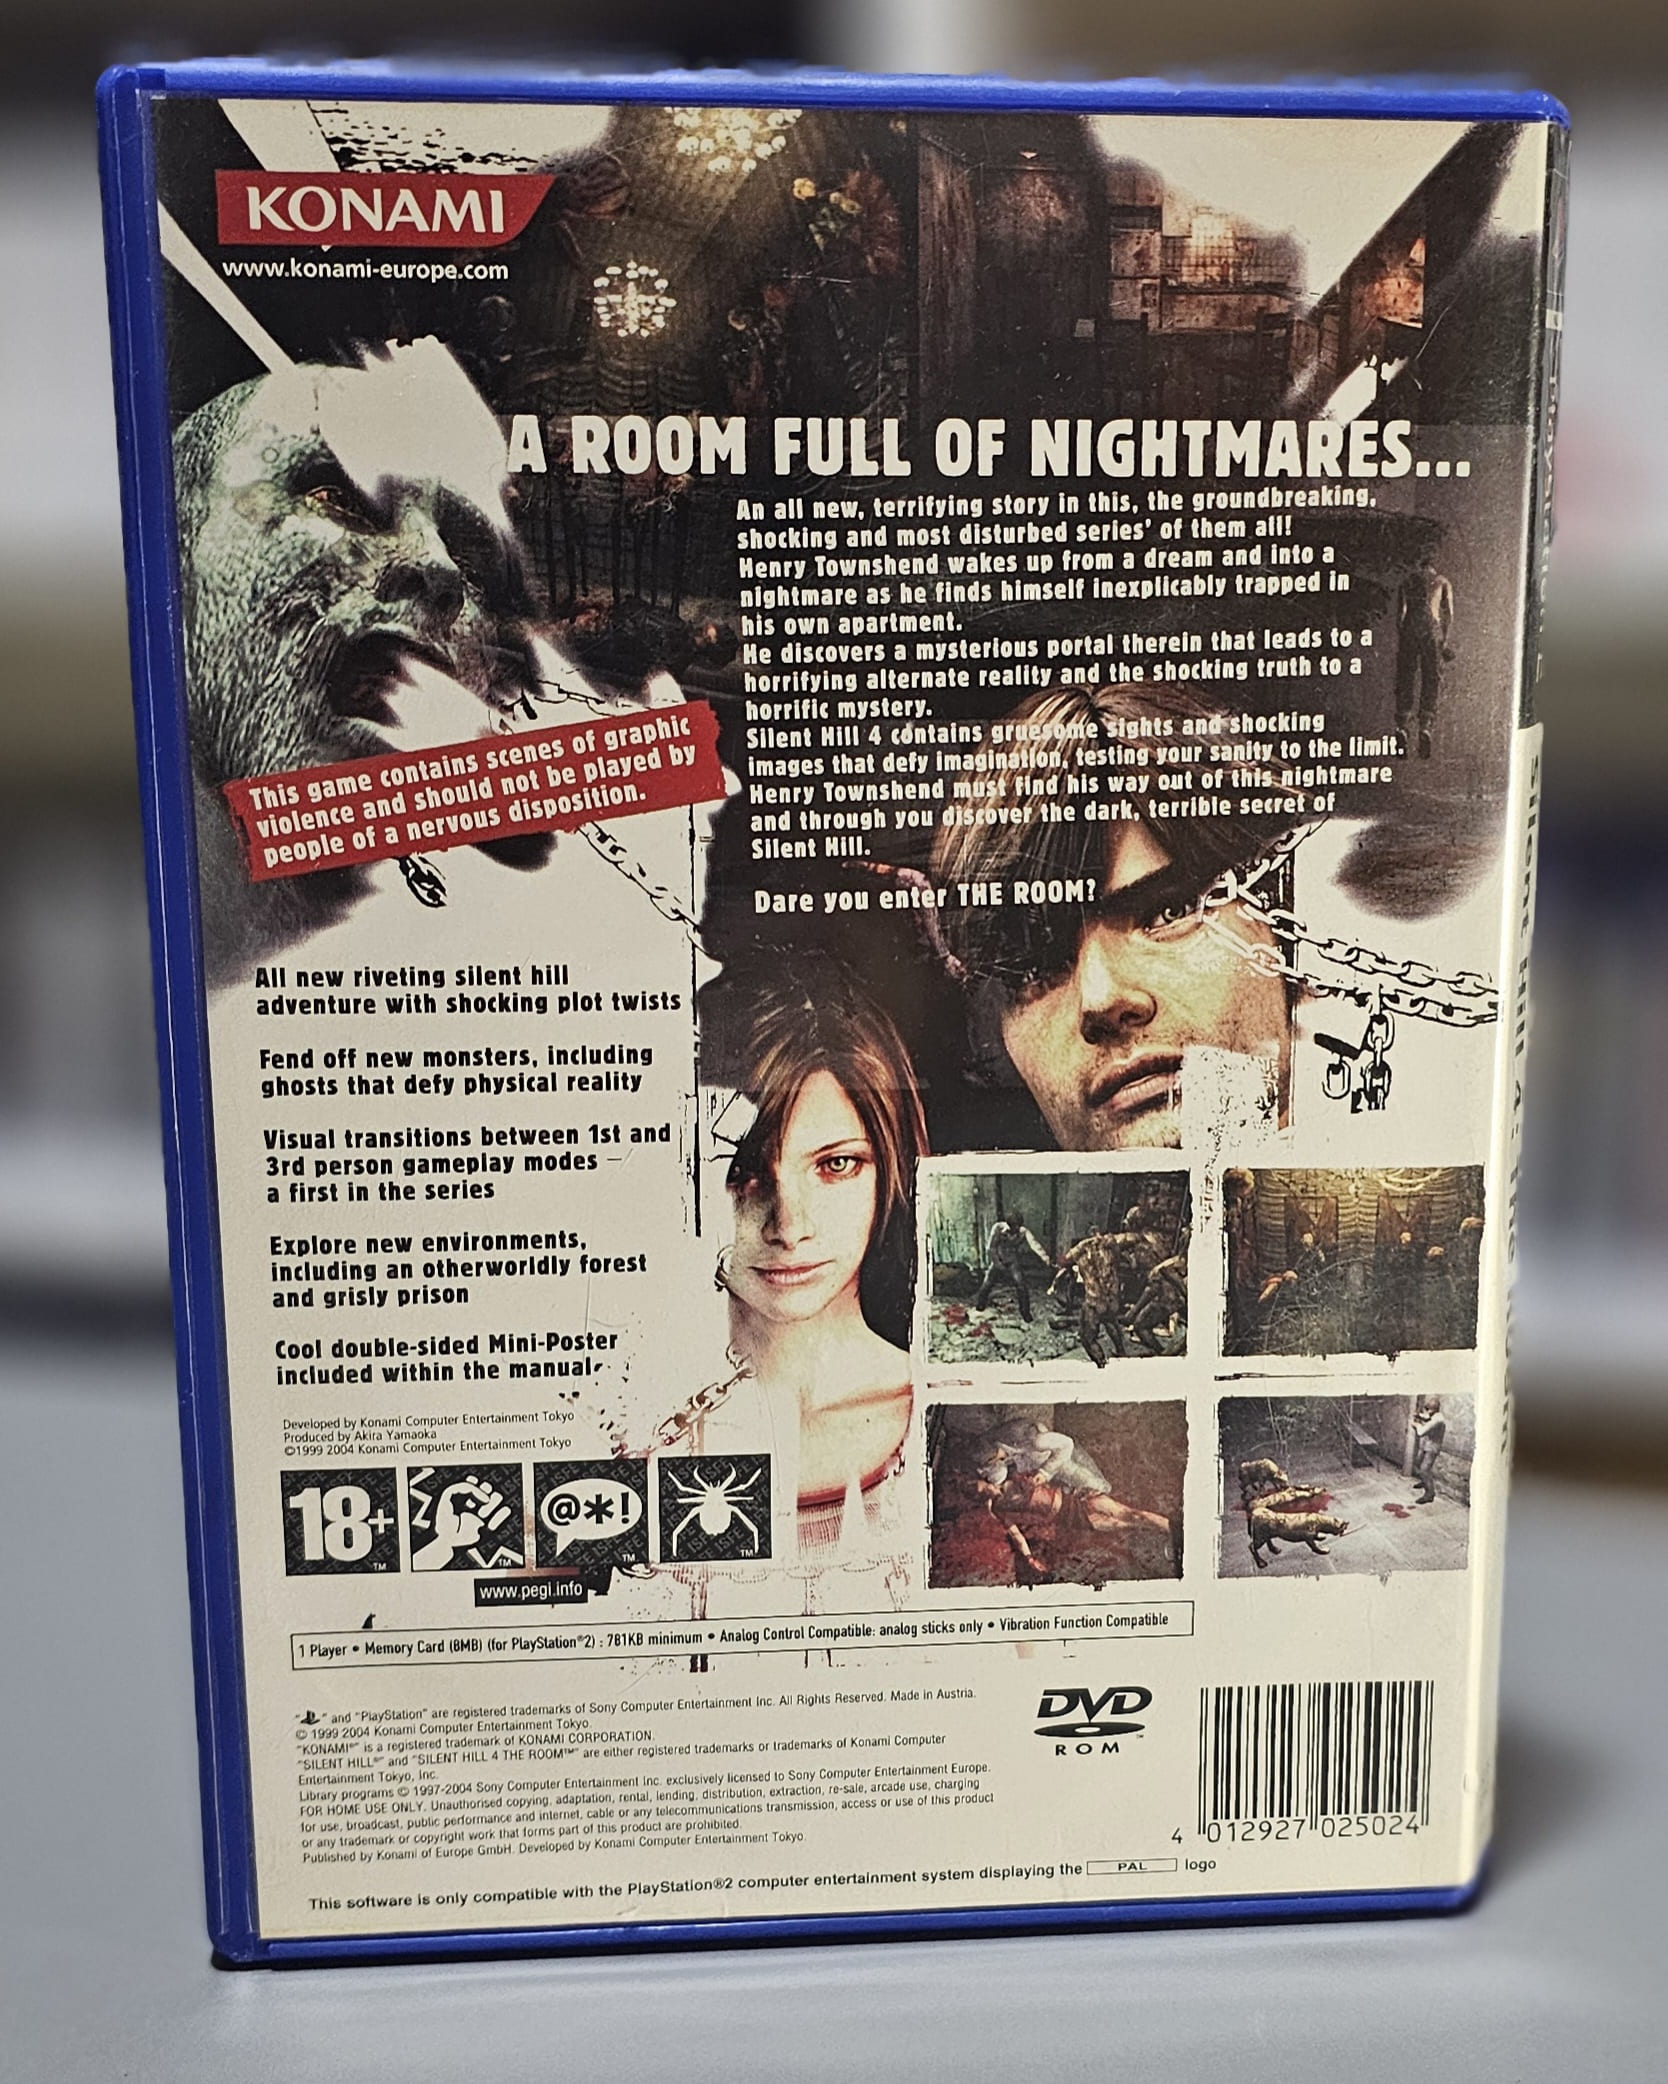 KONAMI
www.konami-europe.com
A ROOM FULL OF NIGHTMARES...
An all new, terrifying story in this, the groundbreaking,
shocking and most disturbed series' of them all!
Henry Townshend wakes up from a dream and into a
nightmare as he finds himself inexplicably trapped in
his own apartment.
He discovers a mysterious portal therein that leads to a
horrifying alternate reality and the shocking truth to a
horrific mystery.
Silent Hill 4 contains gruesome sights and shocking
images that defy imagination, testing your sanity to the limit.
Henry Townshend must find his way out of this nightmare
and through you discover the dark, terrible secret of
Silent Hill.
Dare you enter THE ROOM?
This game contains scenes of graphic
violence and should not be played by
people of a nervous disposition.
All new riveting silent hill
adventure with shocking plot twists
Fend off new monsters, including
ghosts that defy physical reality
Visual transitions between 1st and
3rd person gameplay modes –
a first in the series
Explore new environments,
including an otherworldly forest
and grisly prison
Cool double-sided Mini-Poster
included within the manual
Developed by Konami Computer Entertainment Tokyo
Produced by Akira Yamaoka
©1999 2004 Konami Computer Entertainment Tokyo
18+ ™
™
@*! ™
™
www.pegi.info
1 Player • Memory Card (8MB) (for PlayStation®2) : 781KB minimum • Analog Control Compatible: analog sticks only • Vibration Function Compatible
" " and "PlayStation" are registered trademarks of Sony Computer Entertainment Inc. All Rights Reserved. Made in Austria.
© 1999 2004 Konami Computer Entertainment Tokyo.
"KONAMI®" is a registered trademark of KONAMI CORPORATION.
"SILENT HILL®" and "SILENT HILL 4 THE ROOM™" are either registered trademarks or trademarks of Konami Computer
Entertainment Tokyo, Inc.
Library programs © 1997-2004 Sony Computer Entertainment Inc. exclusively licensed to Sony Computer Entertainment Europe.
FOR HOME USE ONLY. Unauthorised copying, adaptation, rental, lending, distribution, extraction, re-sale, arcade use, charging
for use, broadcast, public performance and internet, cable or any telecommunications transmission, access or use of this product
or any trademark or copyright work that forms part of this product are prohibited.
Published by Konami of Europe GmbH. Developed by Konami Computer Entertainment Tokyo.
DVD
ROM
4 012927 025024
This software is only compatible with the PlayStation®2 computer entertainment system displaying the PAL logo
PlayStation 2
Silent Hill 4: The Room